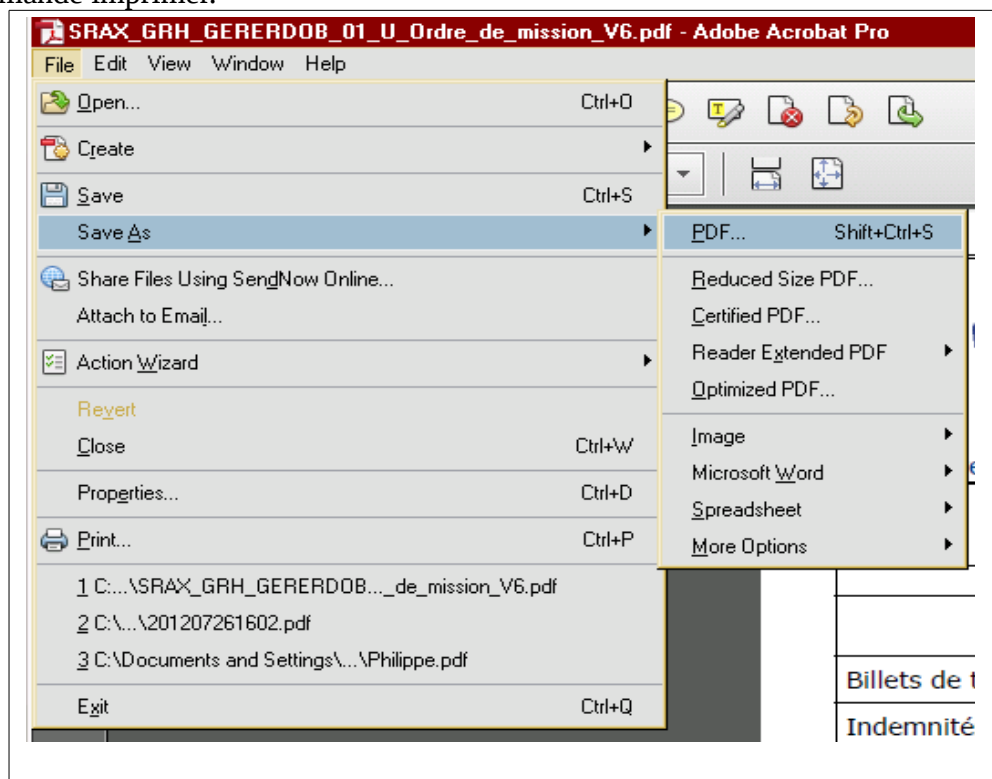 mande imprimer.
SRAX_GRH_GERERDOB_01_U_Ordre_de_mission_V6.pdf - Adobe Acrobat Pro
File Edit View Window Help
Open... Ctrl+O
Create
Save Ctrl+S
Save As
PDF... Shift+Ctrl+S
Share Files Using SendNow Online...
Reduced Size PDF...
Attach to Email...
Certified PDF...
Action Wizard
Reader Extended PDF
Optimized PDF...
Revert
Close Ctrl+W
Image
Microsoft Word
Properties... Ctrl+D
Spreadsheet
Print... Ctrl+P
More Options
1 C:...\SRAX_GRH_GERERDOB..._de_mission_V6.pdf
2 C:\...\201207261602.pdf
3 C:\Documents and Settings\...\Philippe.pdf
Exit Ctrl+Q
Billets de t
Indemnité